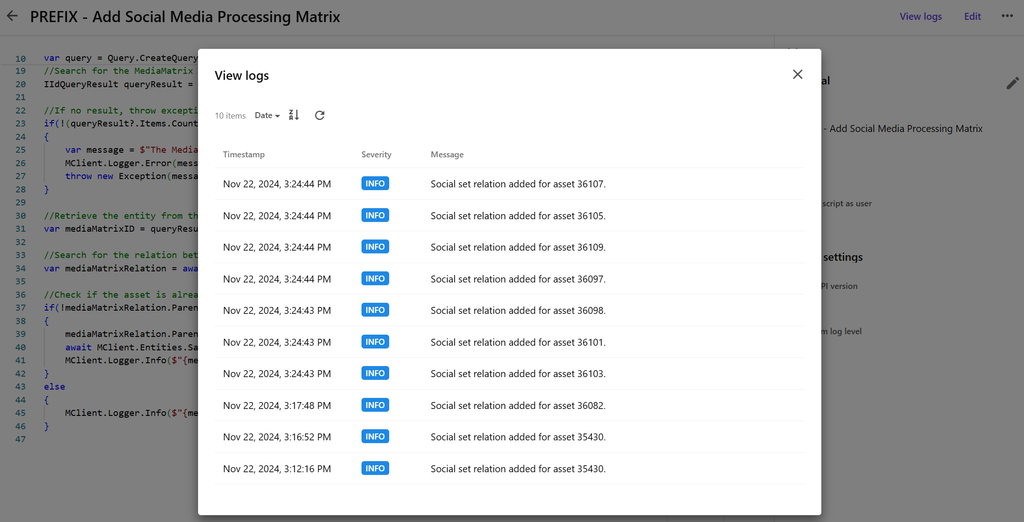 PREFIX - Add Social Media Processing Matrix
View logs
Edit
18 var query = Query.CreateQuery
19 //Search for the MediaMatrix
20 IIdQueryResult queryResult =
21
22 //If no result, throw excepti
23 if(!(queryResult?.Items.Count
24 {
25 var message = $"The Media
26 MClient.Logger.Error(mess
27 throw new Exception(messa
28 }
29
30 //Retrieve the entity from th
31 var mediaMatrixID = queryResu
32
33 //Search for the relation bet
34 var mediaMatrixRelation = awa
35
36 //Check if the asset is alrea
37 if(!mediaMatrixRelation.Paren
38 {
39 mediaMatrixRelation.Paren
40 await MClient.Entities.Sa
41 MClient.Logger.Info($"{me
42 }
43 else
44 {
45 MClient.Logger.Info($"{me
46 }
47
View logs
10 items Date
Timestamp Severity Message
Nov 22, 2024, 3:24:44 PM INFO Social set relation added for asset 36107.
Nov 22, 2024, 3:24:44 PM INFO Social set relation added for asset 36105.
Nov 22, 2024, 3:24:44 PM INFO Social set relation added for asset 36109.
Nov 22, 2024, 3:24:44 PM INFO Social set relation added for asset 36097.
Nov 22, 2024, 3:24:43 PM INFO Social set relation added for asset 36098.
Nov 22, 2024, 3:24:43 PM INFO Social set relation added for asset 36101.
Nov 22, 2024, 3:24:43 PM INFO Social set relation added for asset 36103.
Nov 22, 2024, 3:17:48 PM INFO Social set relation added for asset 36082.
Nov 22, 2024, 3:16:52 PM INFO Social set relation added for asset 35430.
Nov 22, 2024, 3:12:16 PM INFO Social set relation added for asset 35430.
al
- Add Social Media Processing Matrix
script as user
settings
PI version
m log level